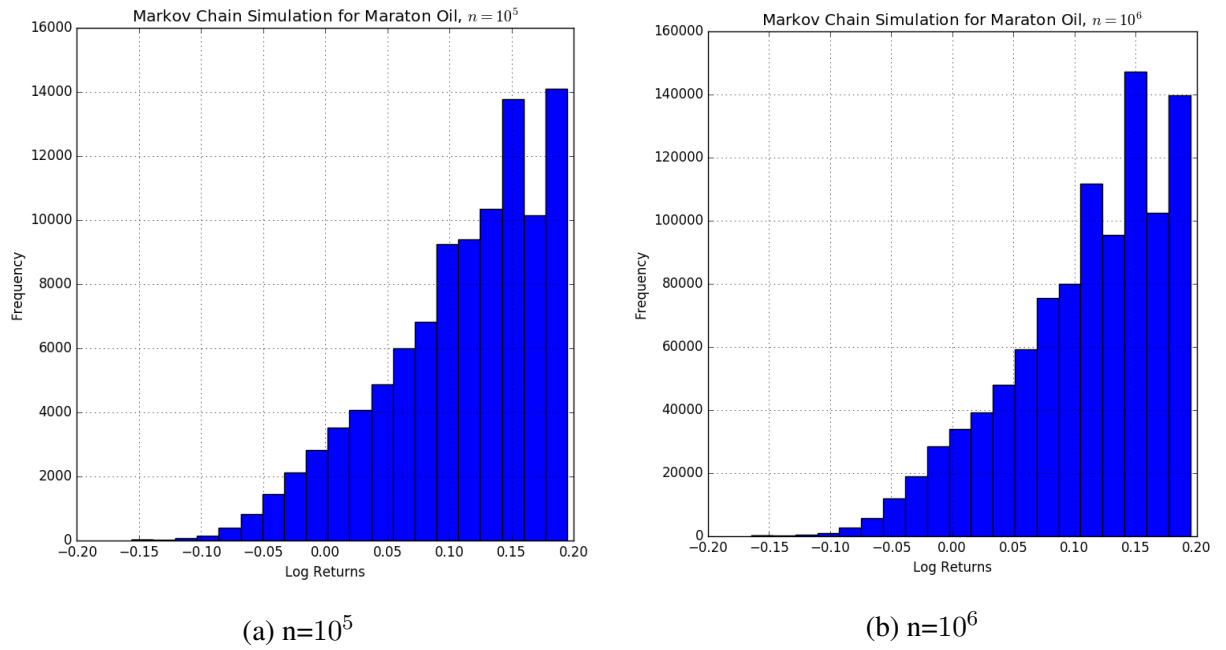 Markov Chain Simulation for Maraton Oil, n = 10^5
16000
14000
12000
10000
8000
6000
4000
2000
0
Frequency
−0.20 −0.15 −0.10 −0.05 0.00 0.05 0.10 0.15 0.20
Log Returns
(a) n=10^5
Markov Chain Simulation for Maraton Oil, n = 10^6
160000
140000
120000
100000
80000
60000
40000
20000
0
Frequency
−0.20 −0.15 −0.10 −0.05 0.00 0.05 0.10 0.15 0.20
Log Returns
(b) n=10^6